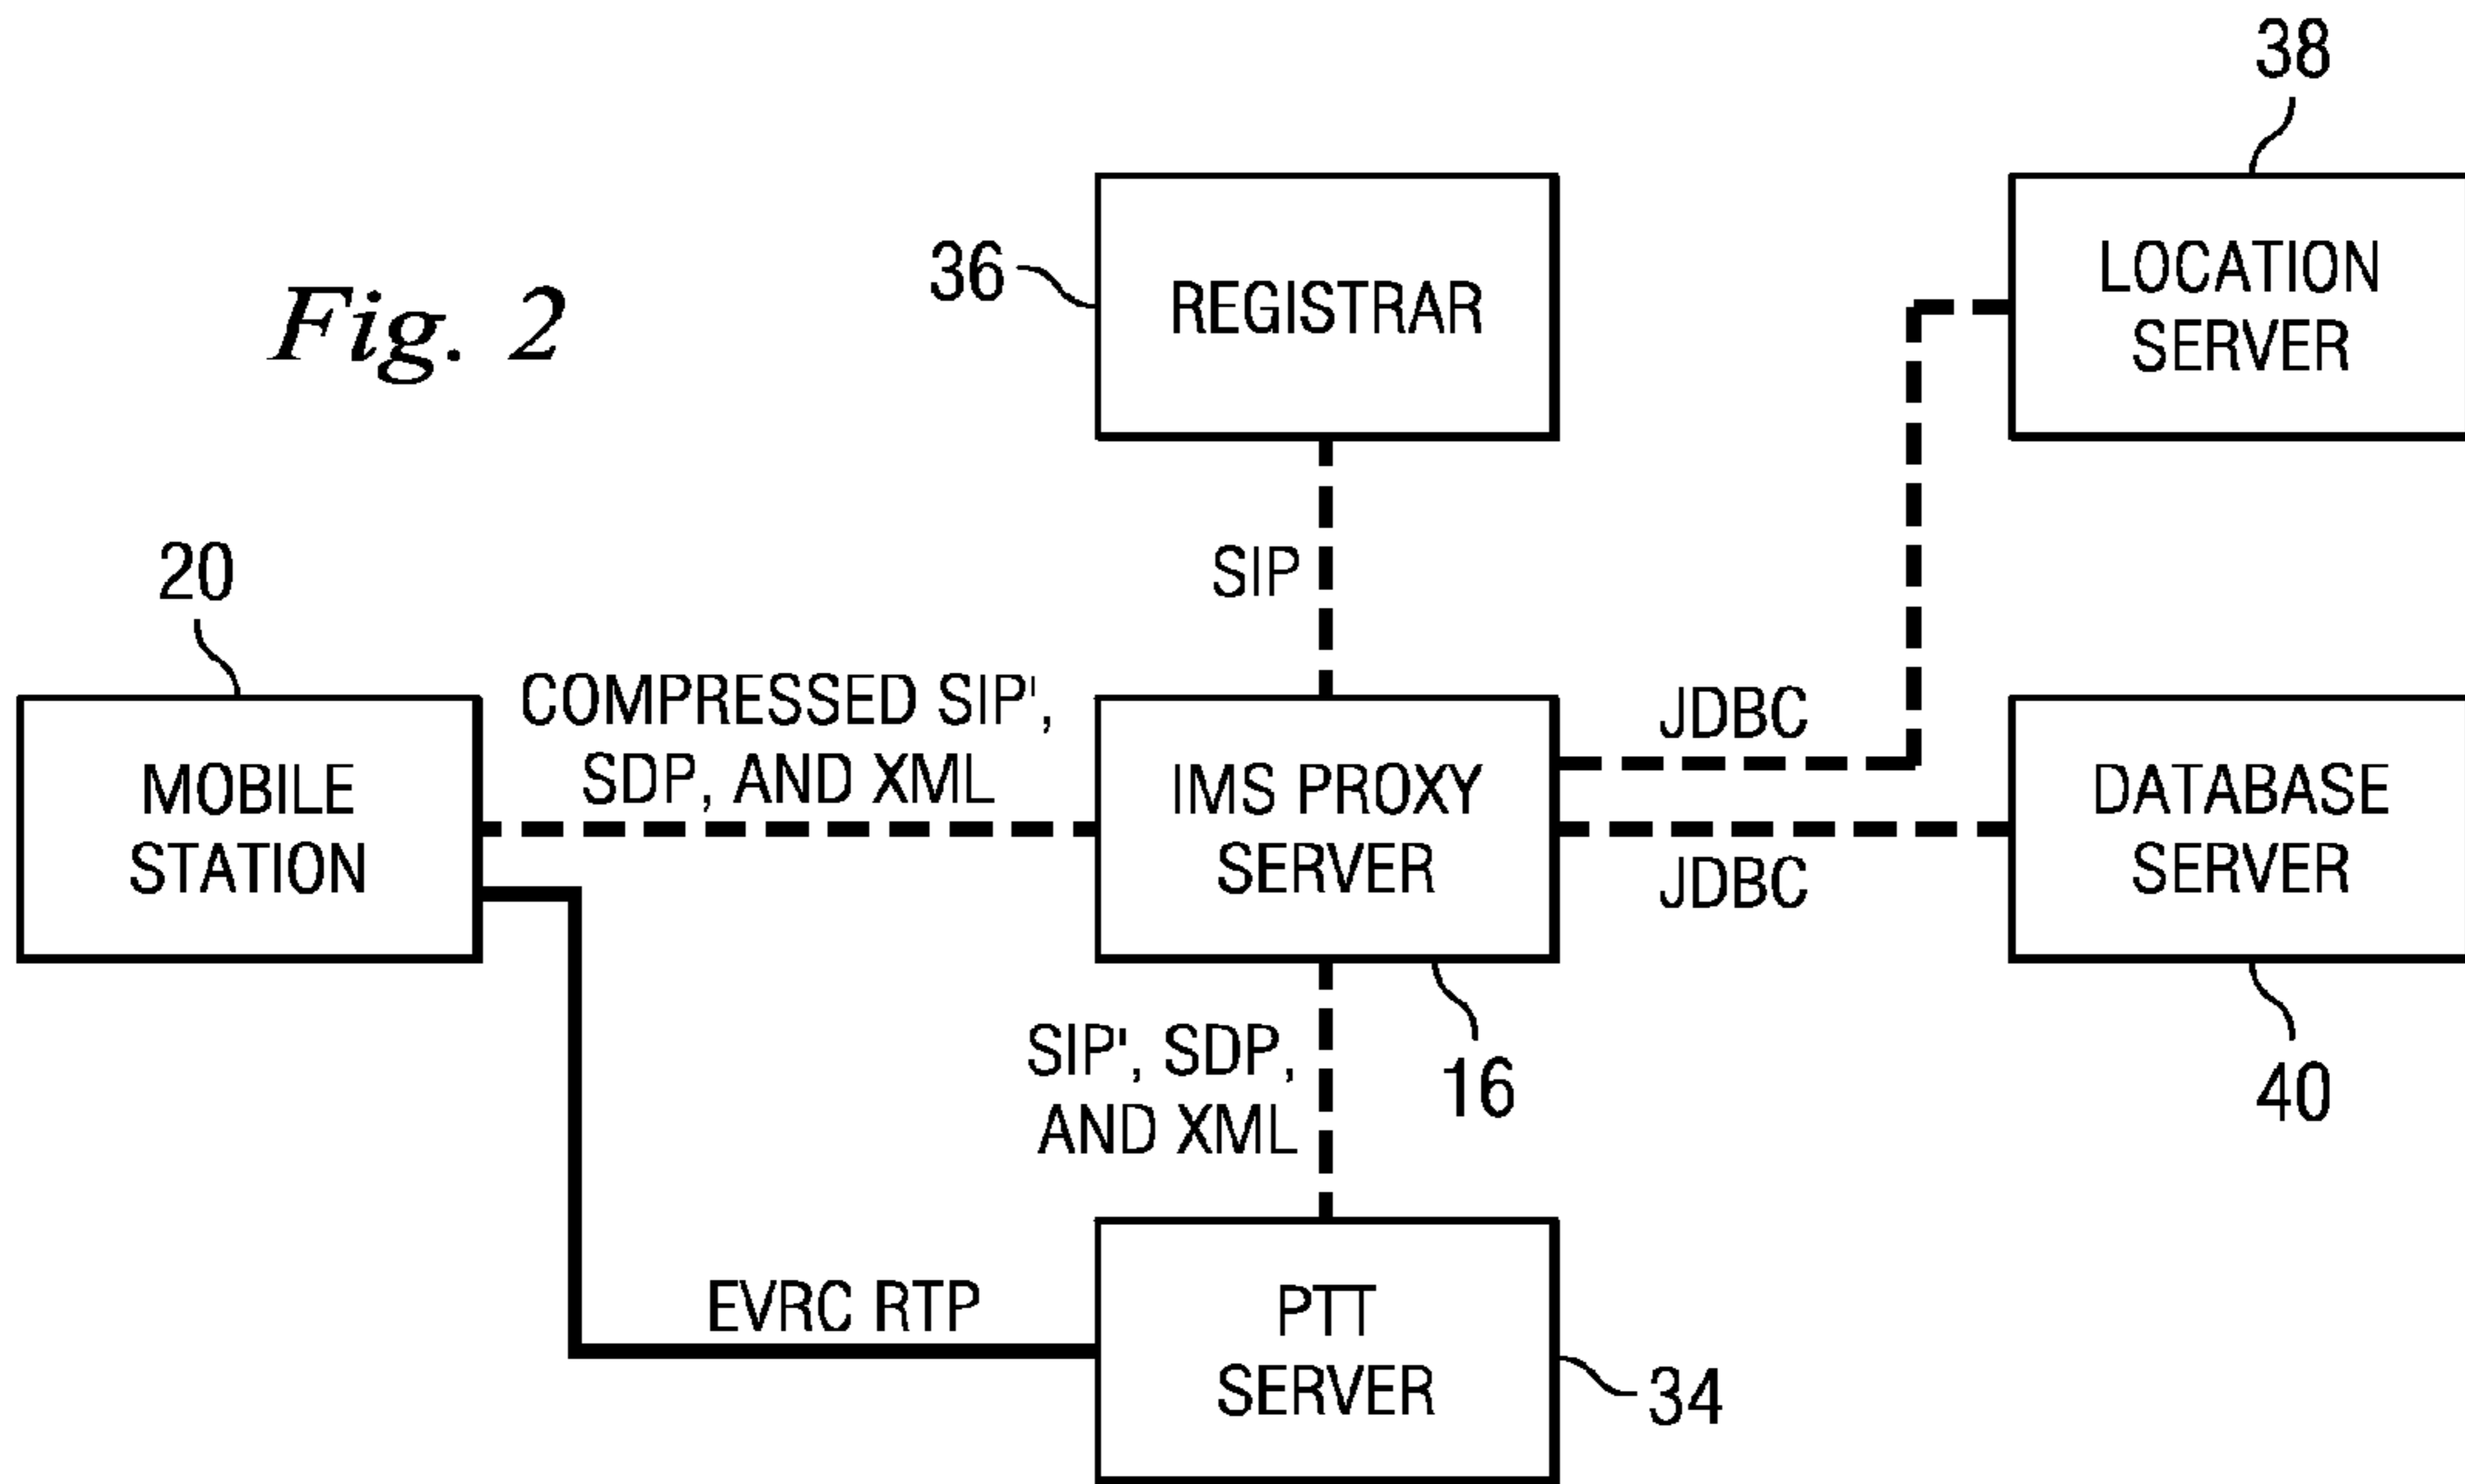 Fig. 2
38
36
REGISTRAR
LOCATION
SERVER
SIP
20
COMPRESSED SIP',
SDP, AND XML
MOBILE
STATION
IMS PROXY
SERVER
JDBC
JDBC
DATABASE
SERVER
SIP', SDP,
AND XML
16
40
EVRC RTP
PTT
SERVER
34